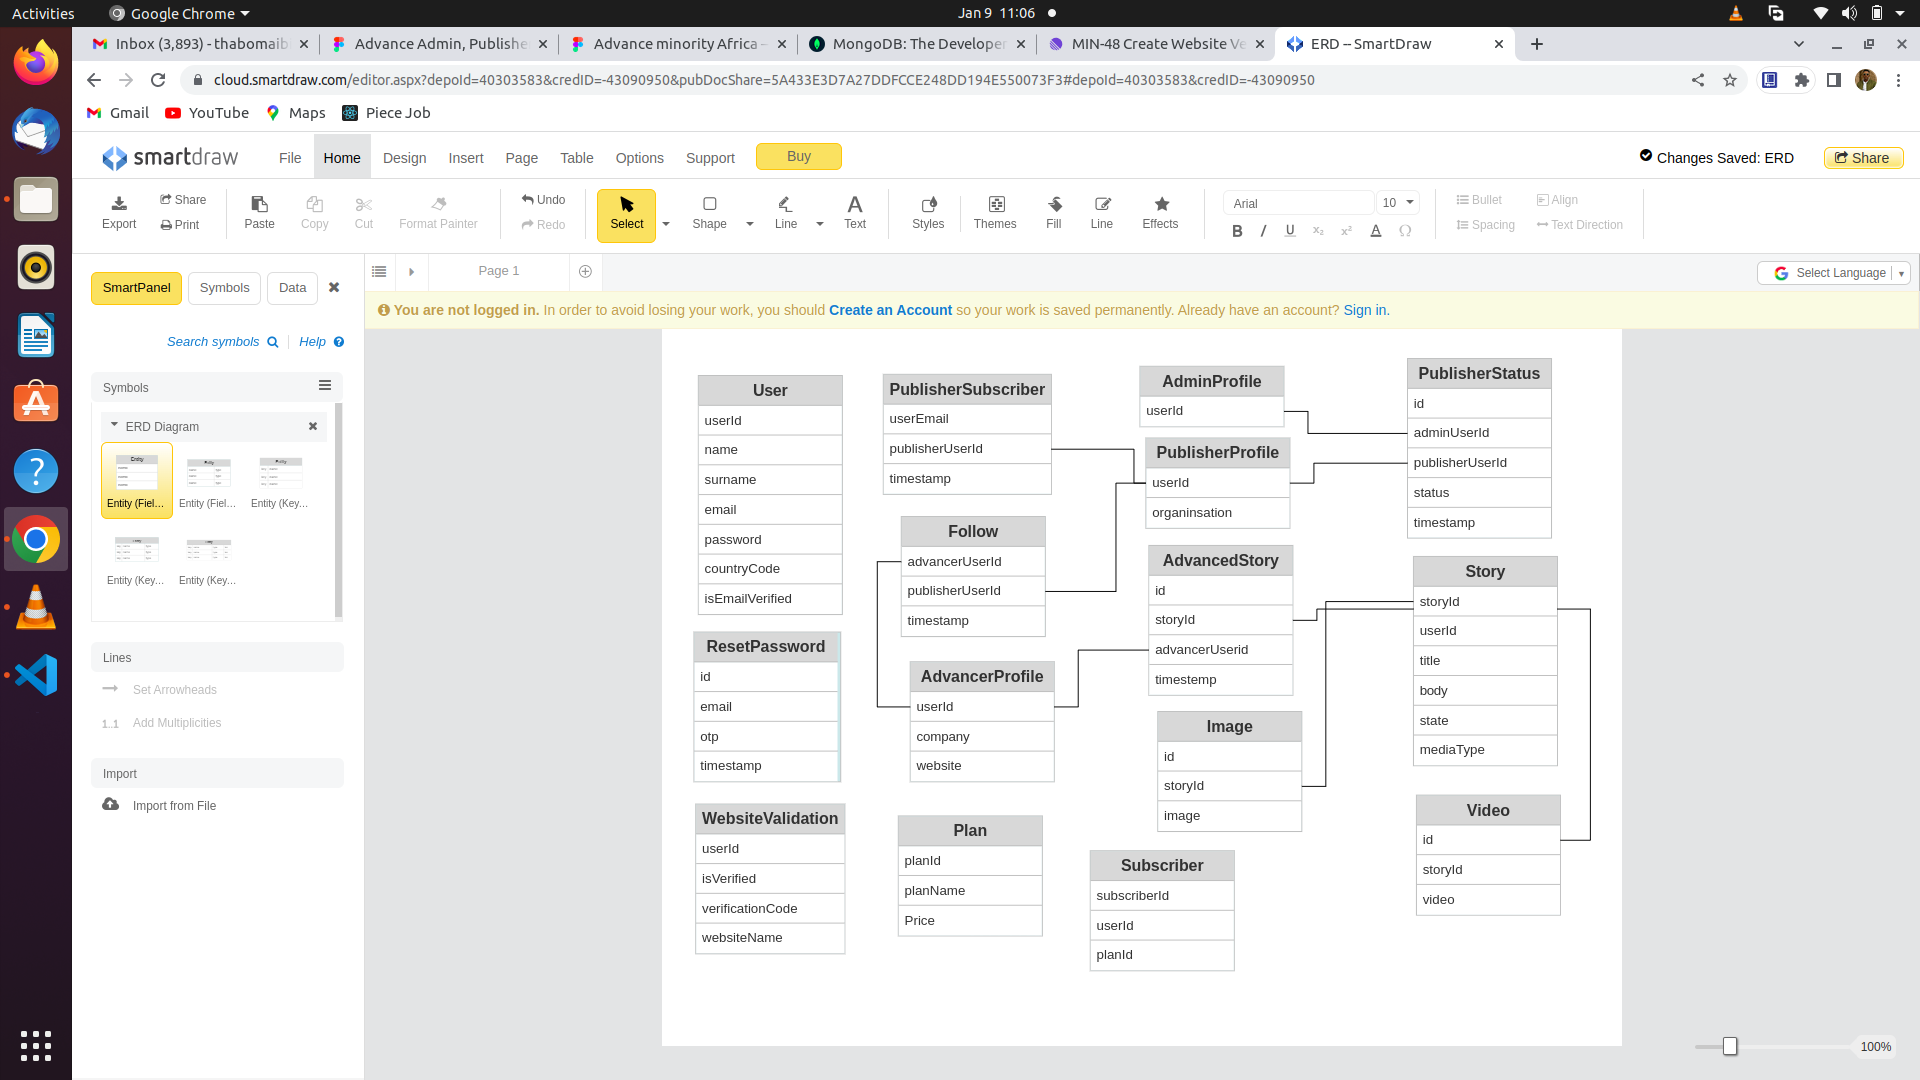 Activities
Google Chrome
Jan 9 11:06
Inbox (3,893) - thabomaib
Advance Admin, Publishe
Advance minority Africa –
MongoDB: The Developer
MIN-48 Create Website Ve
ERD -- SmartDraw
cloud.smartdraw.com/editor.aspx?depoId=40303583&credID=-43090950&pubDocShare=5A433E3D7A27DDFCCE248DD194E550073F3#depoId=40303583&credID=-43090950
Gmail
YouTube
Maps
Piece Job
smartdraw
File
Home
Design
Insert
Page
Table
Options
Support
Buy
Changes Saved: ERD
Share
Export
Share
Print
Paste
Copy
Cut
Format Painter
Undo
Redo
Select
Shape
Line
Text
Styles
Themes
Fill
Line
Effects
Arial
10
B I U x₂ x² A Ω
Bullet
Spacing
Align
Text Direction
SmartPanel
Symbols
Data
Page 1
Select Language
You are not logged in. In order to avoid losing your work, you should Create an Account so your work is saved permanently. Already have an account? Sign in.
Search symbols
Help
Symbols
ERD Diagram
Entity (Fiel...
Entity (Fiel...
Entity (Key...
Entity (Key...
Entity (Key...
Lines
Set Arrowheads
1..1 Add Multiplicities
Import
Import from File
User
userId
name
surname
email
password
countryCode
isEmailVerified
ResetPassword
id
email
otp
timestamp
WebsiteValidation
userId
isVerified
verificationCode
websiteName
PublisherSubscriber
userEmail
publisherUserId
timestamp
Follow
advancerUserId
publisherUserId
timestamp
AdvancerProfile
userId
company
website
Plan
planId
planName
Price
AdminProfile
userId
PublisherProfile
userId
organinsation
AdvancedStory
id
storyId
advancerUserid
timestemp
Image
id
storyId
image
Subscriber
subscriberId
userId
planId
PublisherStatus
id
adminUserId
publisherUserId
status
timestamp
Story
storyId
userId
title
body
state
mediaType
Video
id
storyId
video
100%